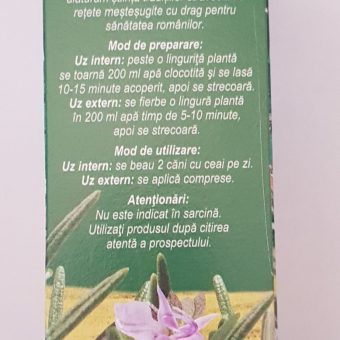 alăturăm știința tradițiilor
rețete meșteșugite cu drag pentru
sănătatea românilor.
Mod de preparare:
Uz intern: peste o linguriță plantă
se toarnă 200 ml apă clocotită și se lasă
10-15 minute acoperit, apoi se strecoară.
Uz extern: se fierbe o lingură plantă
în 200 ml apă timp de 5-10 minute,
apoi se strecoară.
Mod de utilizare:
Uz intern: se beau 2 căni cu ceai pe zi.
Uz extern: se aplică comprese.
Atenționări:
Nu este indicat în sarcină.
Utilizați produsul după citirea
atentă a prospectului.